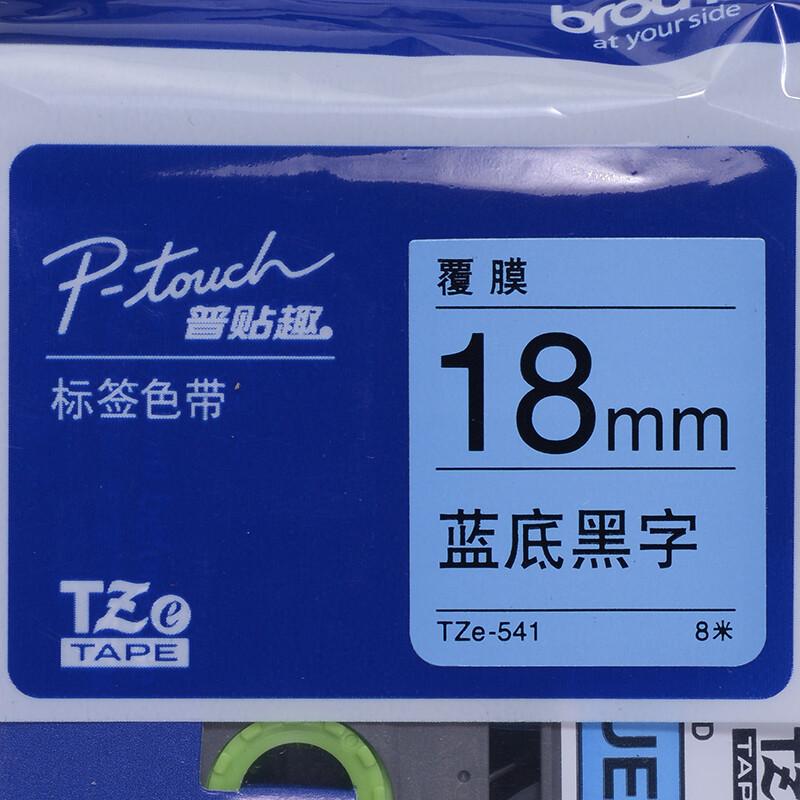 brother
at your side
P-touch
普贴趣
标签色带
TZe
TAPE
覆膜
18mm
蓝底黑字
TZe-541 8米